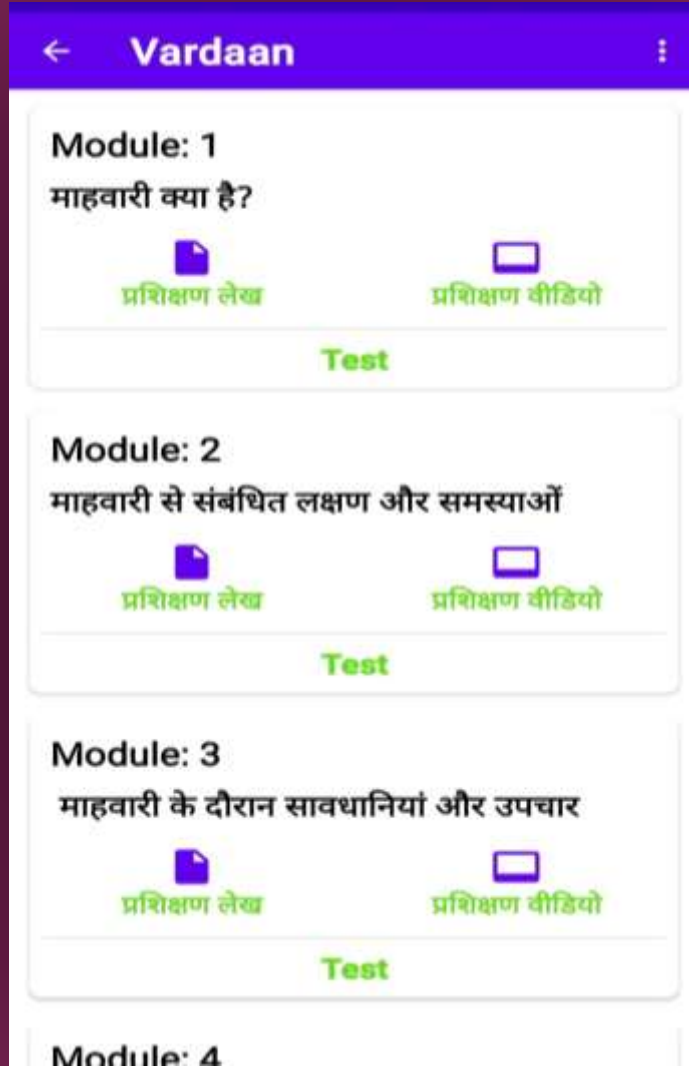 Vardaan
Module: 1
माहवारी क्या है?
प्रशिक्षण लेख प्रशिक्षण वीडियो
Test
Module: 2
माहवारी से संबंधित लक्षण और समस्याओं
प्रशिक्षण लेख प्रशिक्षण वीडियो
Test
Module: 3
माहवारी के दौरान सावधानियां और उपचार
प्रशिक्षण लेख प्रशिक्षण वीडियो
Test
Module: 4